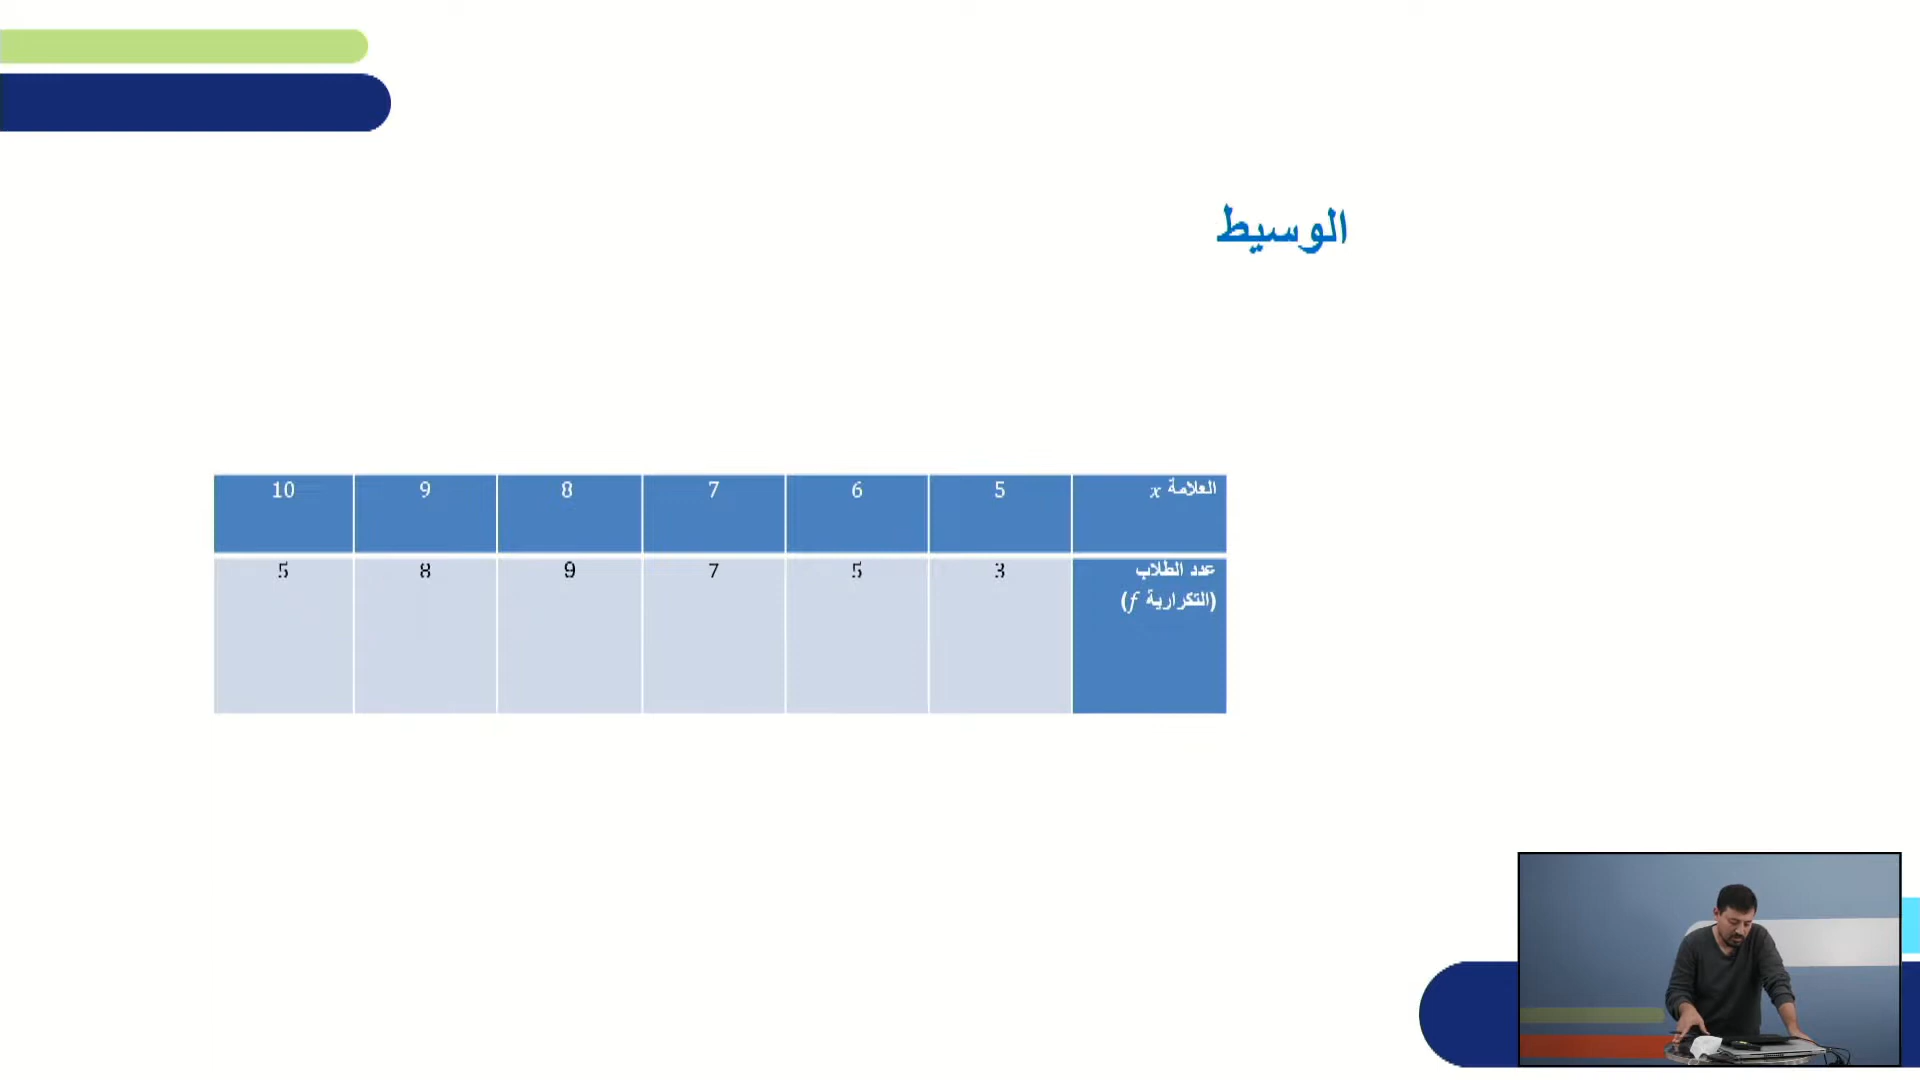 الوسيط
العلامة x 5 6 7 8 9 10
عدد الطلاب
(التكرارية f) 3 5 7 9 8 5